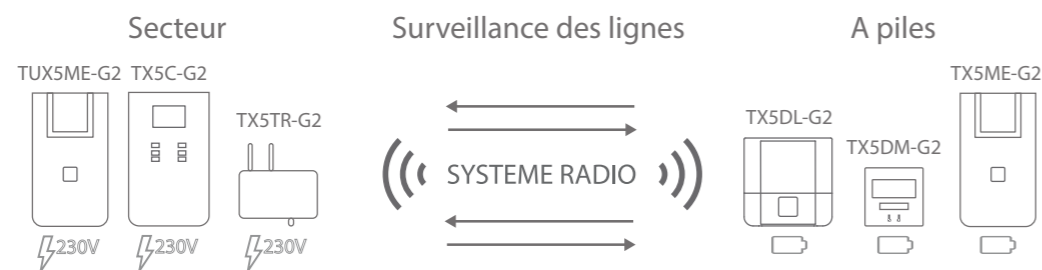 Secteur
Surveillance des lignes
A piles
TUX5ME-G2
TX5C-G2
TX5TR-G2
SYSTEME RADIO
TX5DL-G2
TX5DM-G2
TX5ME-G2
230V
230V
230V